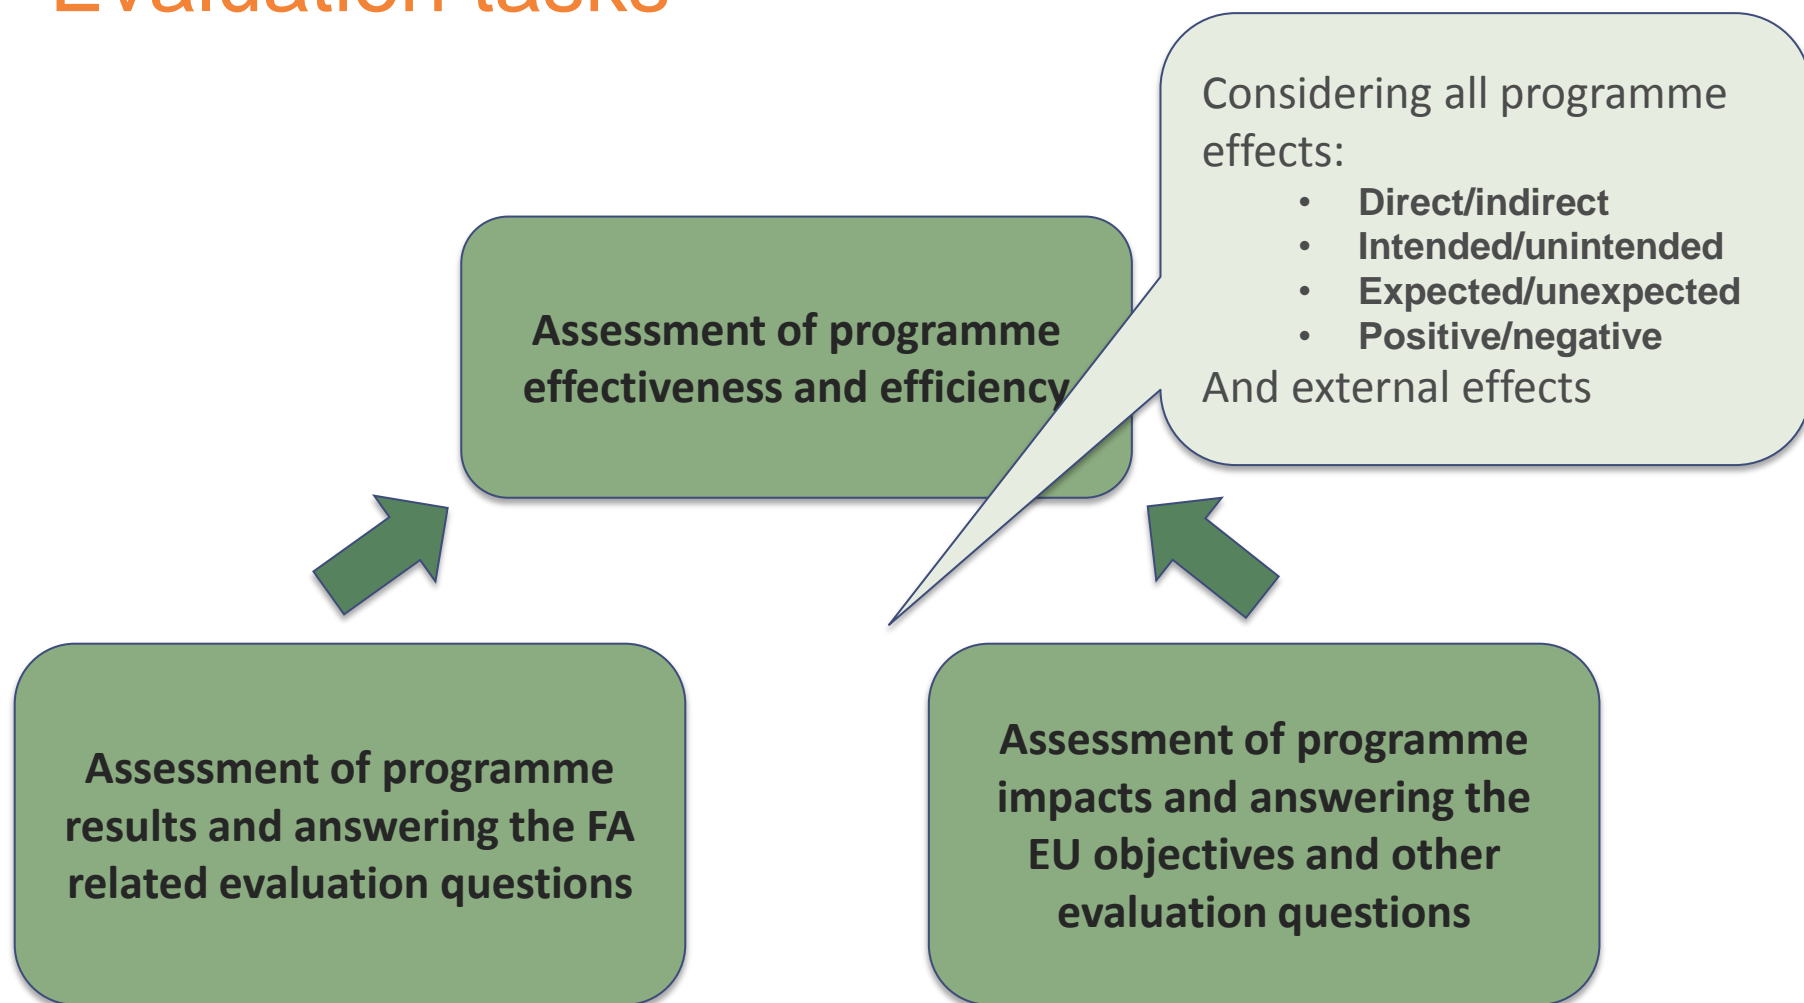 Evaluation tasks
Considering all programme
effects:
• Direct/indirect
• Intended/unintended
• Expected/unexpected
• Positive/negative
And external effects
Assessment of programme
effectiveness and efficiency
Assessment of programme
results and answering the FA
related evaluation questions
Assessment of programme
impacts and answering the
EU objectives and other
evaluation questions